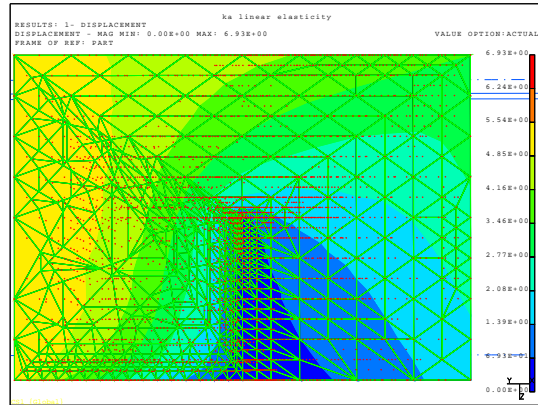 ka linear elasticity
RESULTS: 1- DISPLACEMENT
DISPLACEMENT - MAG MIN: 0.00E+00 MAX: 6.93E+00
VALUE OPTION:ACTUAL
FRAME OF REF: PART
6.93E+00
6.24E+00
5.54E+00
4.85E+00
4.16E+00
3.46E+00
2.77E+00
2.08E+00
1.39E+00
6.93E-01
0.00E+00
Y
Z